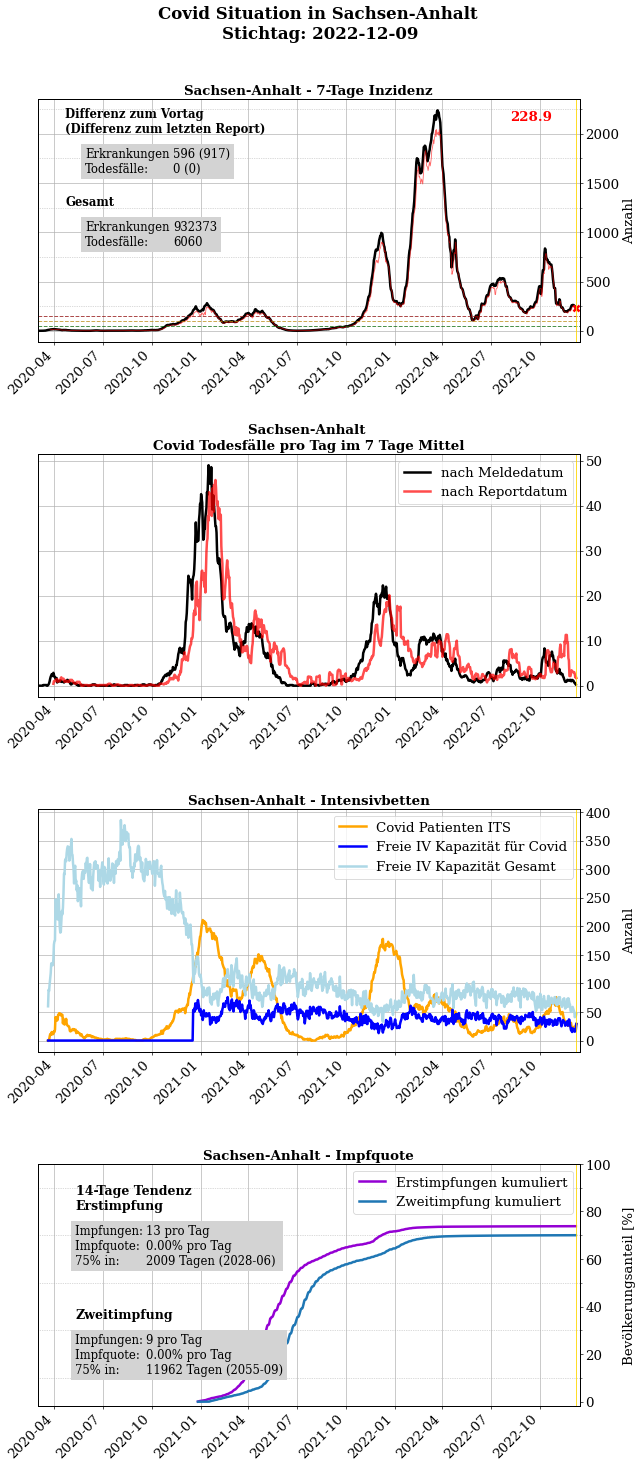 Covid Situation in Sachsen-Anhalt
Stichtag: 2022-12-09
Sachsen-Anhalt - 7-Tage Inzidenz
Differenz zum Vortag
(Differenz zum letzten Report)
Erkrankungen 596 (917)
Todesfälle: 0 (0)
Gesamt
Erkrankungen 932373
Todesfälle: 6060
228.9
2000
1500
1000
500
0
Anzahl
2020-04 2020-07 2020-10 2021-01 2021-04 2021-07 2021-10 2022-01 2022-04 2022-07 2022-10
Sachsen-Anhalt
Covid Todesfälle pro Tag im 7 Tage Mittel
nach Meldedatum
nach Reportdatum
50
40
30
20
10
0
2020-04 2020-07 2020-10 2021-01 2021-04 2021-07 2021-10 2022-01 2022-04 2022-07 2022-10
Sachsen-Anhalt - Intensivbetten
Covid Patienten ITS
Freie IV Kapazität für Covid
Freie IV Kapazität Gesamt
400
350
300
250
200
150
100
50
0
Anzahl
2020-04 2020-07 2020-10 2021-01 2021-04 2021-07 2021-10 2022-01 2022-04 2022-07 2022-10
Sachsen-Anhalt - Impfquote
14-Tage Tendenz
Erstimpfung
Impfungen: 13 pro Tag
Impfquote: 0.00% pro Tag
75% in: 2009 Tagen (2028-06)
Zweitimpfung
Impfungen: 9 pro Tag
Impfquote: 0.00% pro Tag
75% in: 11962 Tagen (2055-09)
Erstimpfungen kumuliert
Zweitimpfung kumuliert
100
80
60
40
20
0
Bevölkerungsanteil [%]
2020-04 2020-07 2020-10 2021-01 2021-04 2021-07 2021-10 2022-01 2022-04 2022-07 2022-10